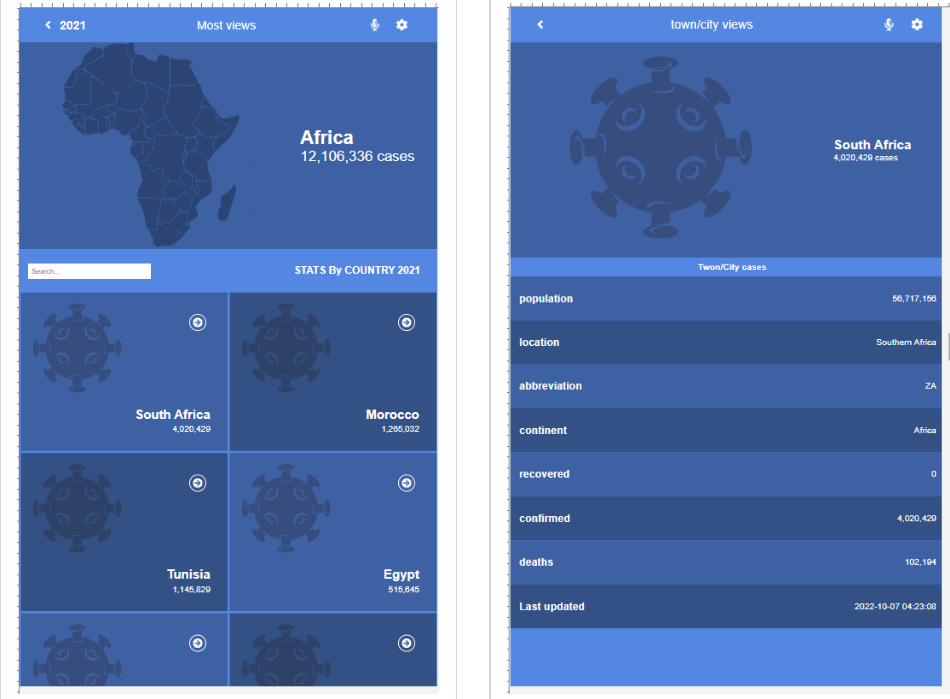 2021
Most views
Africa
12,106,336 cases
Search...
STATS By COUNTRY 2021
South Africa
4,020,429
Morocco
1,265,032
Tunisia
1,145,829
Egypt
515,645
town/city views
South Africa
4,020,429 cases
Twon/City cases
population 56,717,156
location Southern Africa
abbreviation ZA
continent Africa
recovered 0
confirmed 4,020,429
deaths 102,194
Last updated 2022-10-07 04:23:08